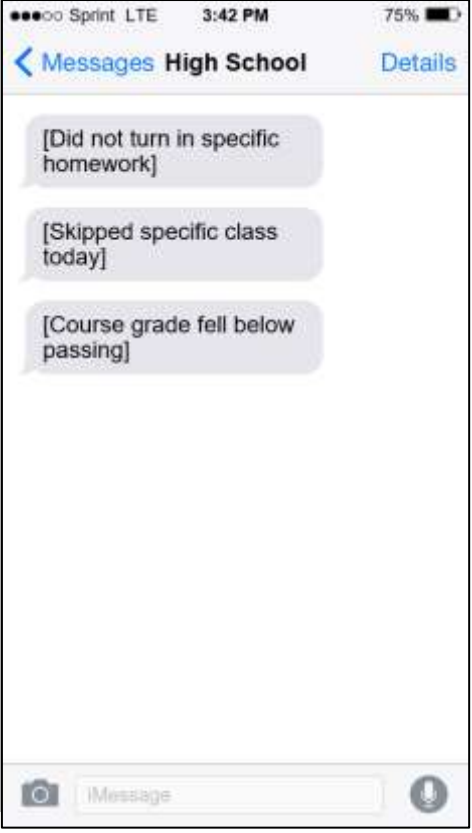 ●●●○○ Sprint LTE 3:42 PM 75%
Messages High School Details
[Did not turn in specific
homework]
[Skipped specific class
today]
[Course grade fell below
passing]
iMessage